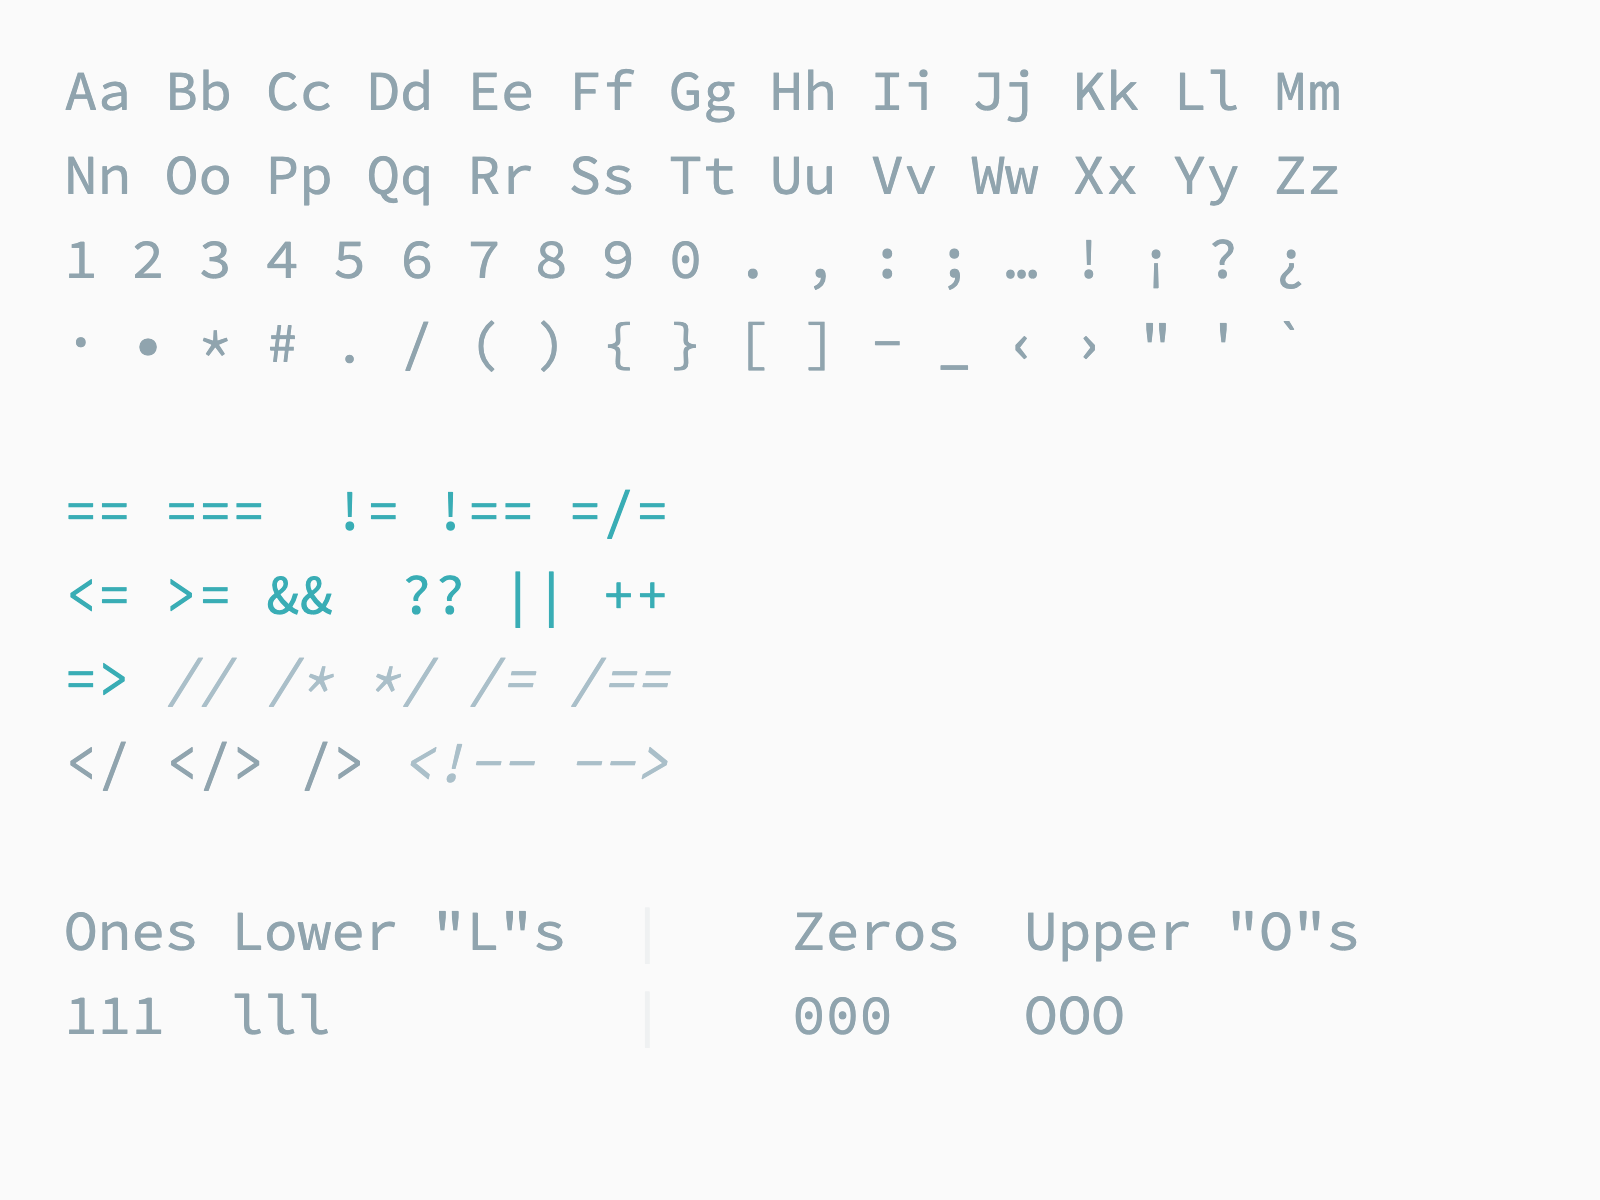 Aa Bb Cc Dd Ee Ff Gg Hh Ii Jj Kk Ll Mm
Nn Oo Pp Qq Rr Ss Tt Uu Vv Ww Xx Yy Zz
1 2 3 4 5 6 7 8 9 0 . , : ; … ! ¡ ? ¿
· • * # . / ( ) { } [ ] - _ ‹ › " ' `
== ===  != !== =/=
<= >= &&  ?? || ++
=> // /* */ /= /==
</ </> /> <!-- -->
Ones Lower "L"s  |    Zeros  Upper "O"s
111  lll         |    000    OOO